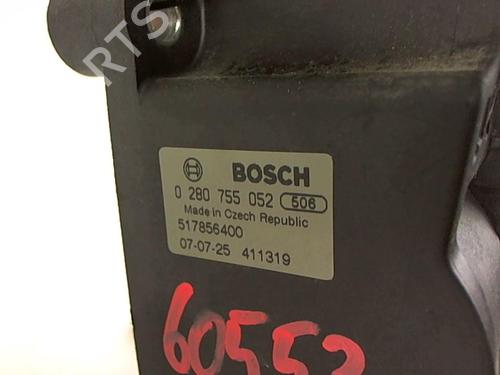 RTS
BOSCH
0 280 755 052 506
Made in Czech Republic
517856400
07-07-25 411319
60552